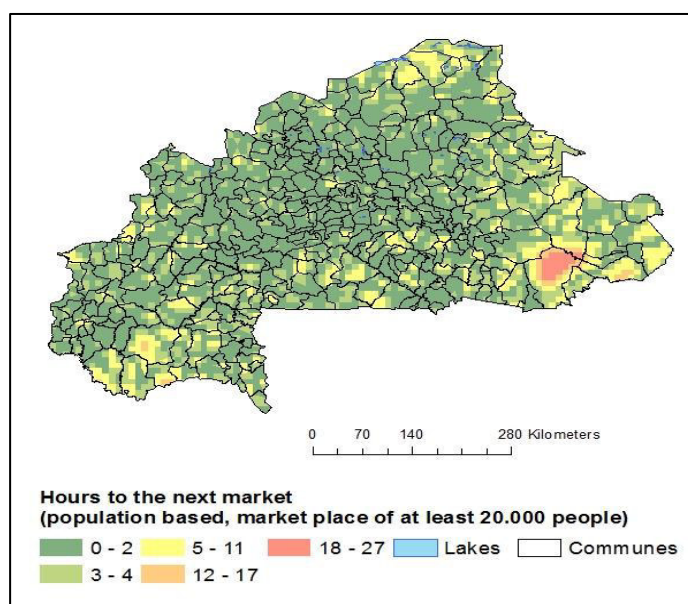 0 70 140 280 Kilometers
Hours to the next market
(population based, market place of at least 20.000 people)
0 - 2 5 - 11 18 - 27 Lakes Communes
3 - 4 12 - 17